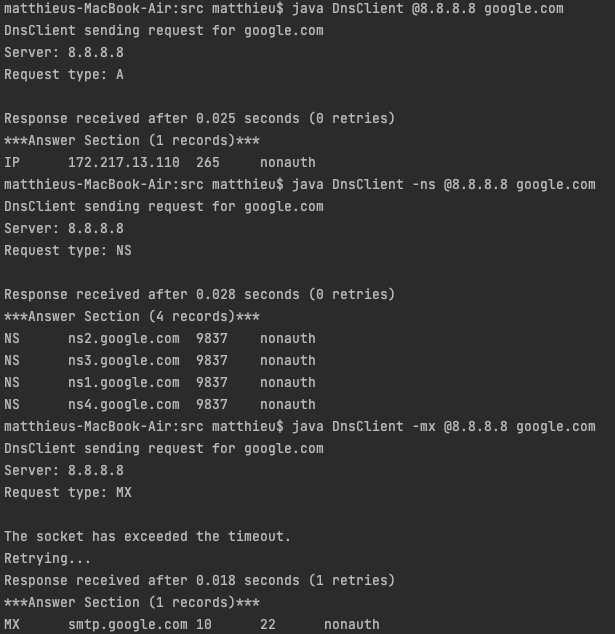 matthieus-MacBook-Air:src matthieu$ java DnsClient @8.8.8.8 google.com
DnsClient sending request for google.com
Server: 8.8.8.8
Request type: A

Response received after 0.025 seconds (0 retries)
***Answer Section (1 records)***
IP      172.217.13.110  265     nonauth
matthieus-MacBook-Air:src matthieu$ java DnsClient -ns @8.8.8.8 google.com
DnsClient sending request for google.com
Server: 8.8.8.8
Request type: NS

Response received after 0.028 seconds (0 retries)
***Answer Section (4 records)***
NS      ns2.google.com  9837    nonauth
NS      ns3.google.com  9837    nonauth
NS      ns1.google.com  9837    nonauth
NS      ns4.google.com  9837    nonauth
matthieus-MacBook-Air:src matthieu$ java DnsClient -mx @8.8.8.8 google.com
DnsClient sending request for google.com
Server: 8.8.8.8
Request type: MX

The socket has exceeded the timeout.
Retrying...
Response received after 0.018 seconds (1 retries)
***Answer Section (1 records)***
MX      smtp.google.com 10      22      nonauth